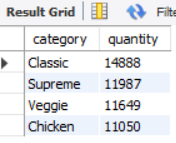 Result Grid Filte
category quantity
Classic 14888
Supreme 11987
Veggie 11649
Chicken 11050